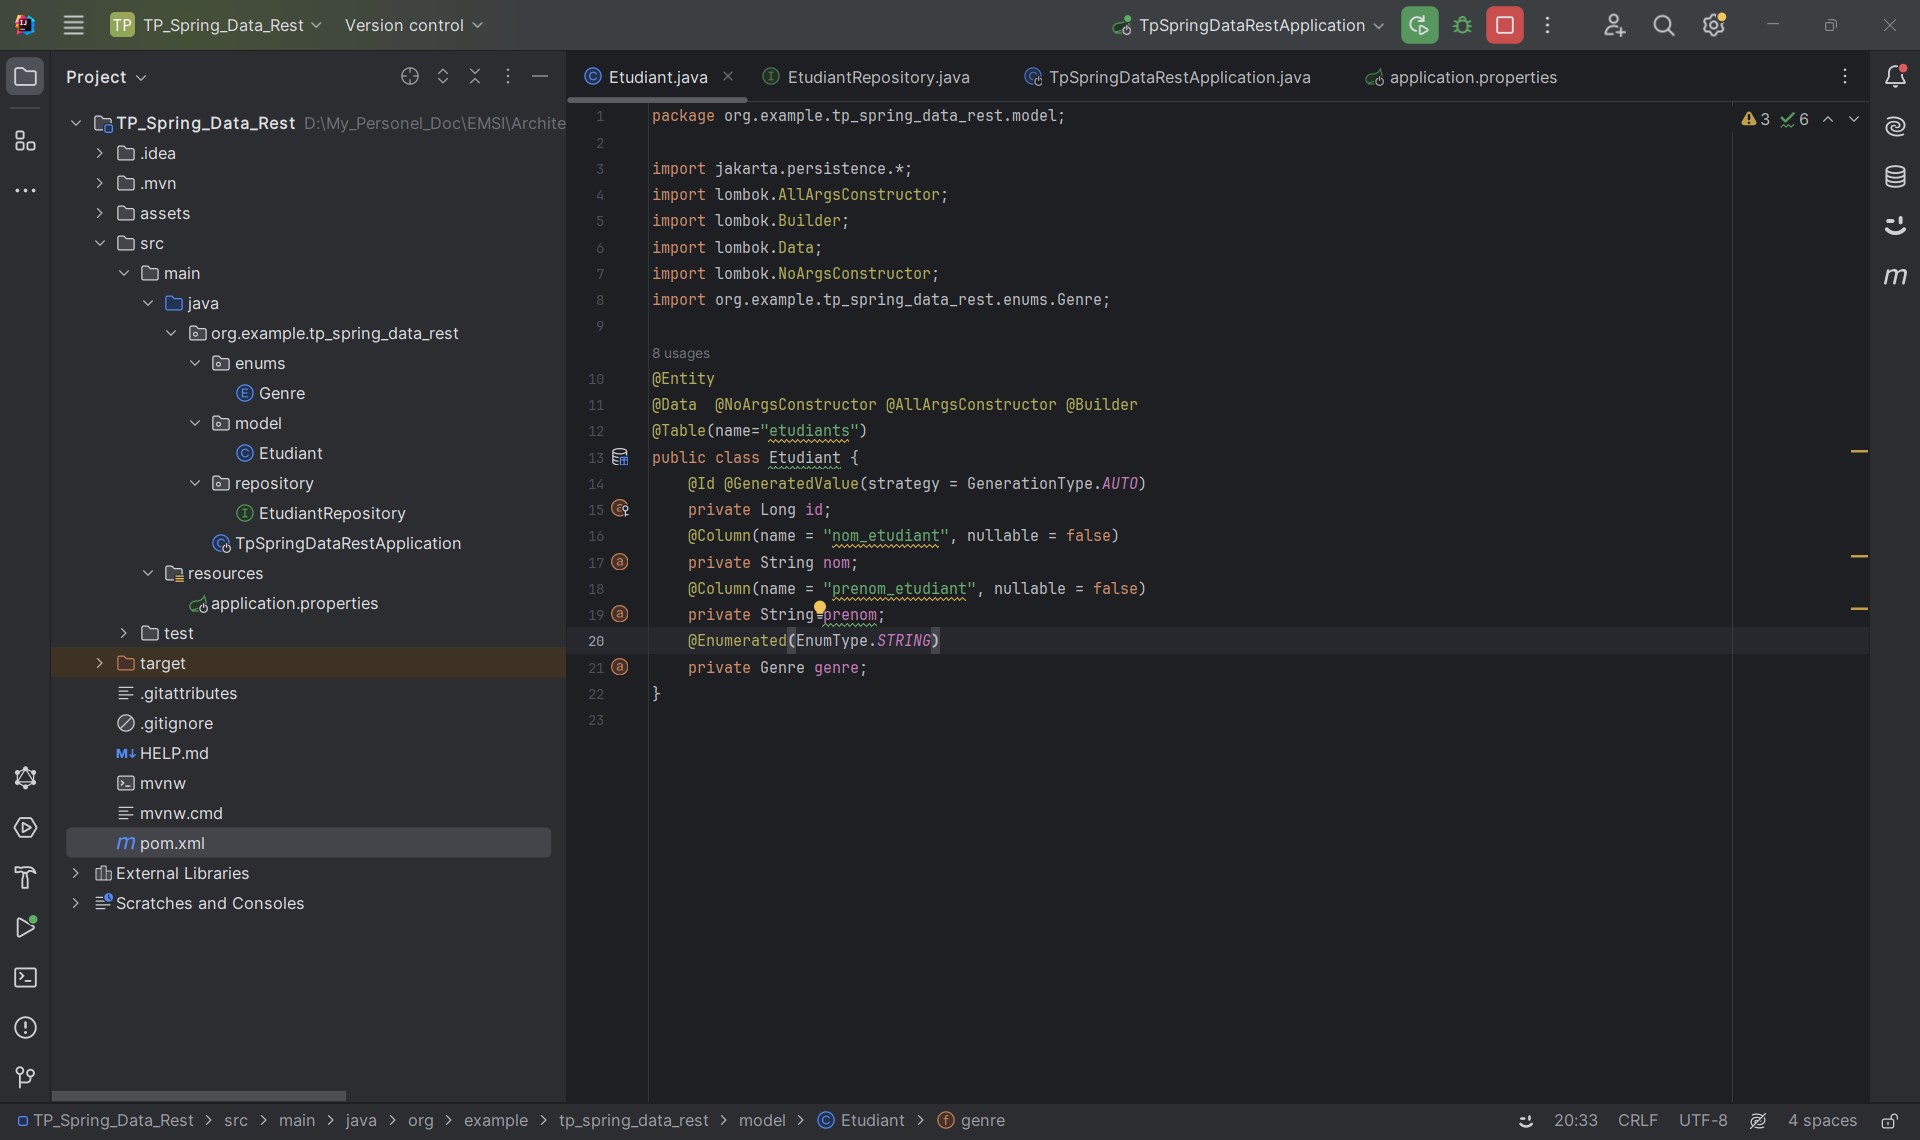 TP TP_Spring_Data_Rest Version control TpSpringDataRestApplication
Project
TP_Spring_Data_Rest D:\My_Personel_Doc\EMSI\Archite
.idea
.mvn
assets
src
main
java
org.example.tp_spring_data_rest
enums
E Genre
model
C Etudiant
repository
I EtudiantRepository
TpSpringDataRestApplication
resources
application.properties
test
target
.gitattributes
.gitignore
M↓ HELP.md
mvnw
mvnw.cmd
m pom.xml
External Libraries
Scratches and Consoles
Etudiant.java EtudiantRepository.java TpSpringDataRestApplication.java application.properties
3 6
1 package org.example.tp_spring_data_rest.model;
2
3 import jakarta.persistence.*;
4 import lombok.AllArgsConstructor;
5 import lombok.Builder;
6 import lombok.Data;
7 import lombok.NoArgsConstructor;
8 import org.example.tp_spring_data_rest.enums.Genre;
9
8 usages
10 @Entity
11 @Data @NoArgsConstructor @AllArgsConstructor @Builder
12 @Table(name="etudiants")
13 public class Etudiant {
14 @Id @GeneratedValue(strategy = GenerationType.AUTO)
15 private Long id;
16 @Column(name = "nom_etudiant", nullable = false)
17 private String nom;
18 @Column(name = "prenom_etudiant", nullable = false)
19 private String prenom;
20 @Enumerated(EnumType.STRING)
21 private Genre genre;
22 }
23
m
TP_Spring_Data_Rest > src > main > java > org > example > tp_spring_data_rest > model > C Etudiant > f genre 20:33 CRLF UTF-8 4 spaces